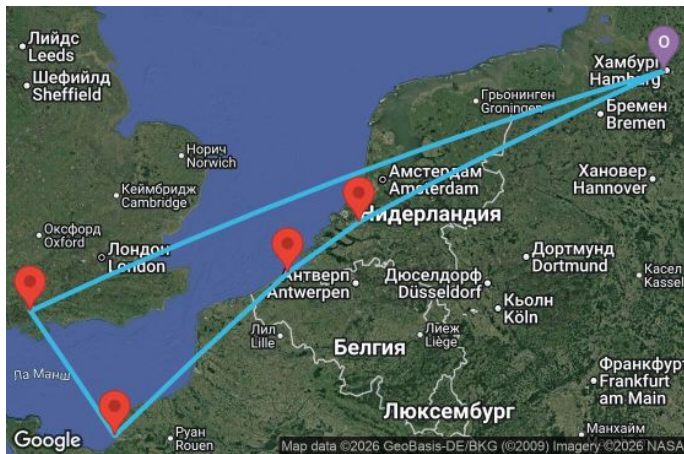 Лийдс
Leeds
Шефийлд
Sheffield
O
Хамбург
Hamburg
Грьонинген
Groningen
Бремен
Bremen
Норич
Norwich
Амстердам
Amsterdam
Хановер
Hannover
Кеймбридж
Cambridge
Нидерландия
Оксфорд
Oxford
Лондон
London
Дортмунд
Dortmund
Антверп
Antwerpen
Дюселдорф
Düsseldorf
Касел
Kassel
Кьолн
Köln
Лил
Lille
Лиеж
Liège
Белгия
Ла Манш
Франкфурт
Frankfurt
am Main
Люксембург
Руан
Rouen
Манхайм
Google
Map data ©2026 GeoBasis-DE/BKG (©2009) Imagery ©2026 NASA